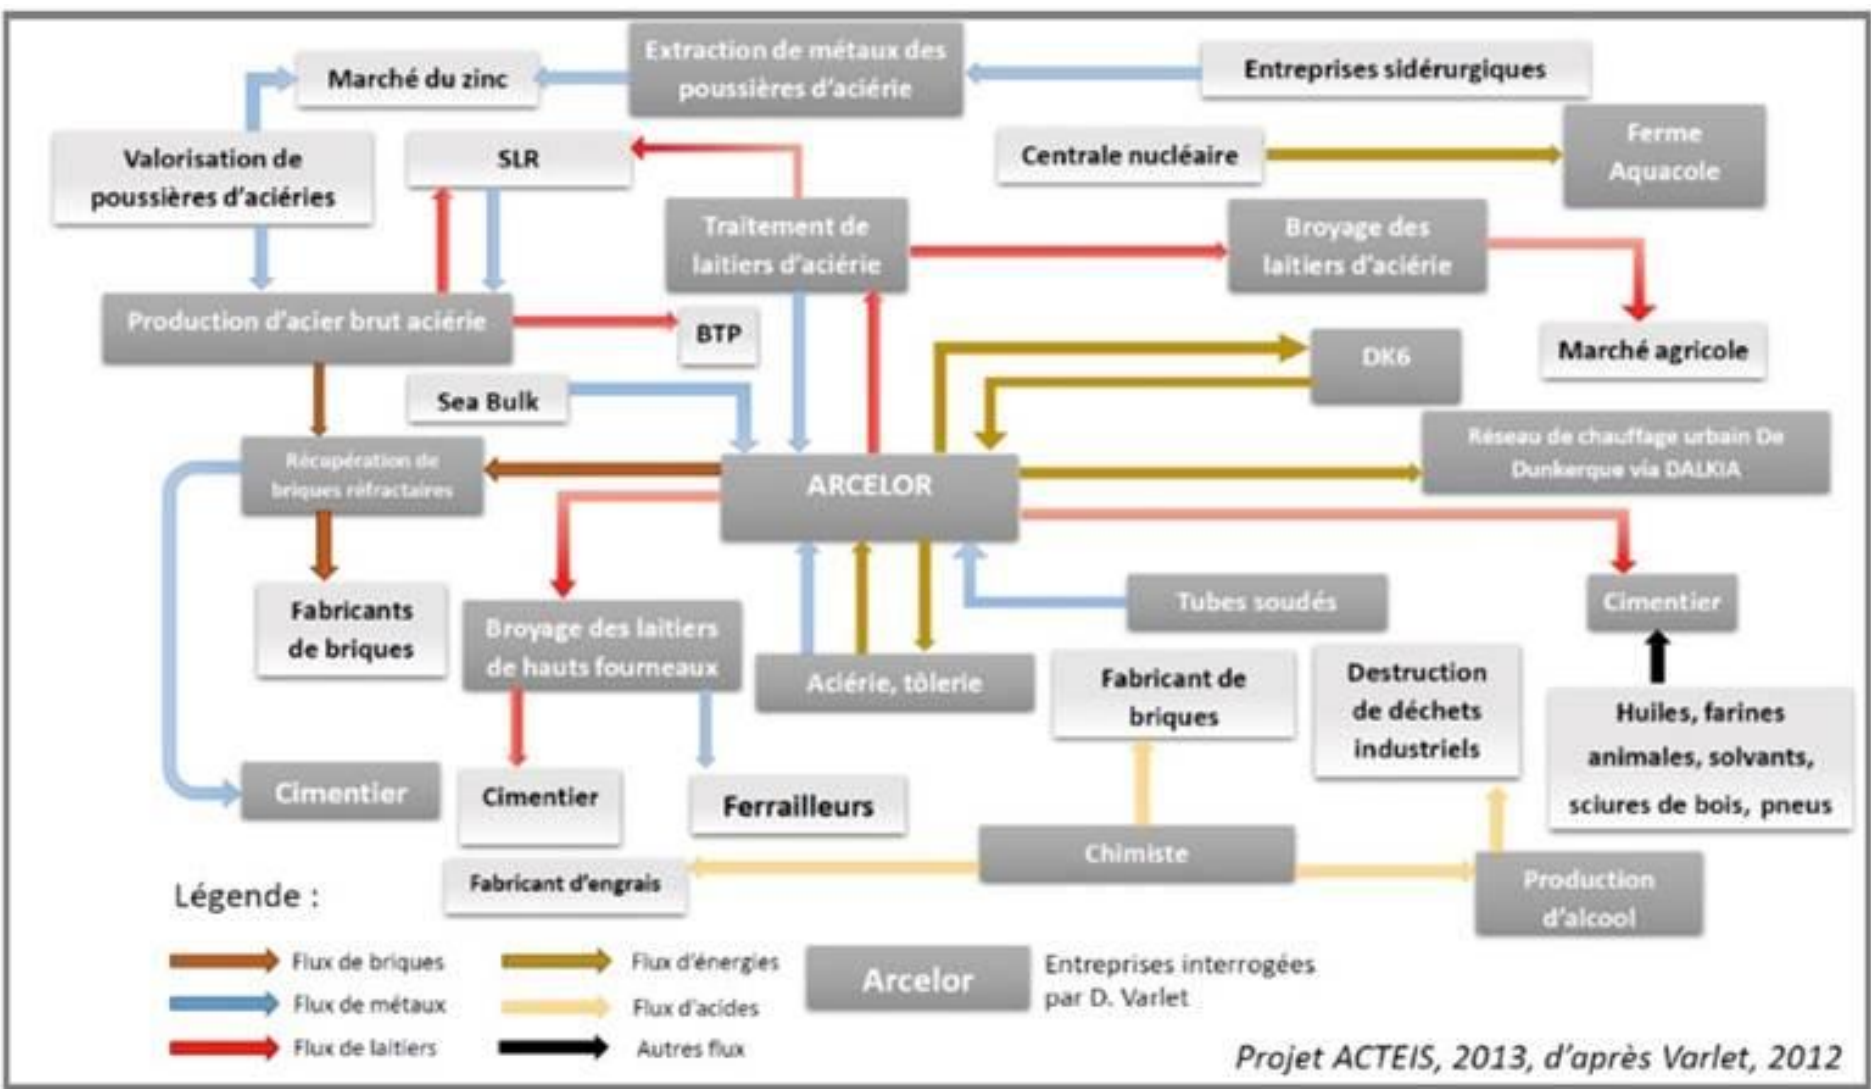 Extraction de métaux des
poussières d'aciérie
Marché du zinc
Entreprises sidérurgiques
Valorisation de
poussières d'aciéries
SLR
Centrale nucléaire
Ferme
Aquacole
Traitement de
laitiers d'aciérie
Broyage des
laitiers d'aciérie
Production d'acier brut aciérie
BTP
DK6
Marché agricole
Sea Bulk
Réseau de chauffage urbain De
Dunkerque via DALKIA
Récupération de
briques réfractaires
ARCELOR
Fabricants
de briques
Broyage des laitiers
de hauts fourneaux
Aciérie, tôlerie
Tubes soudés
Cimentier
Fabricant de
briques
Destruction
de déchets
industriels
Huiles, farines
animales, solvants,
sciures de bois, pneus
Cimentier
Cimentier
Ferrailleurs
Chimiste
Fabricant d'engrais
Production
d'alcool
Légende :
Flux de briques
Flux de métaux
Flux de laitiers
Flux d'énergies
Flux d'acides
Autres flux
Arcelor
Entreprises interrogées
par D. Varlet
Projet ACTEIS, 2013, d'après Varlet, 2012